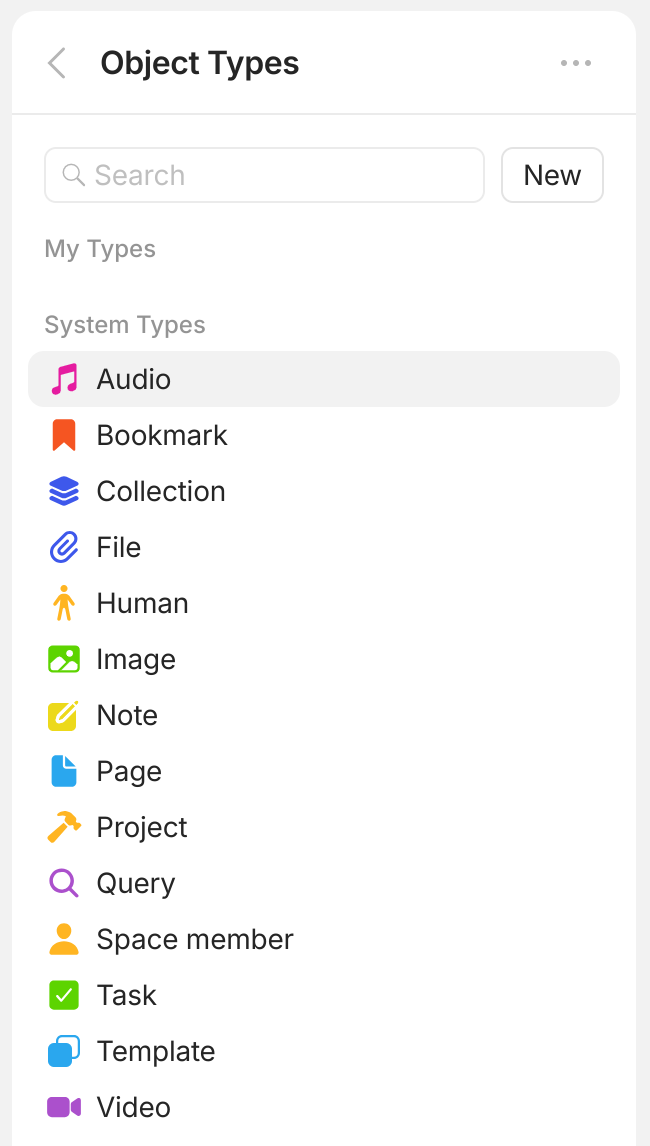 Object Types
Search
New
My Types
System Types
Audio
Bookmark
Collection
File
Human
Image
Note
Page
Project
Query
Space member
Task
Template
Video